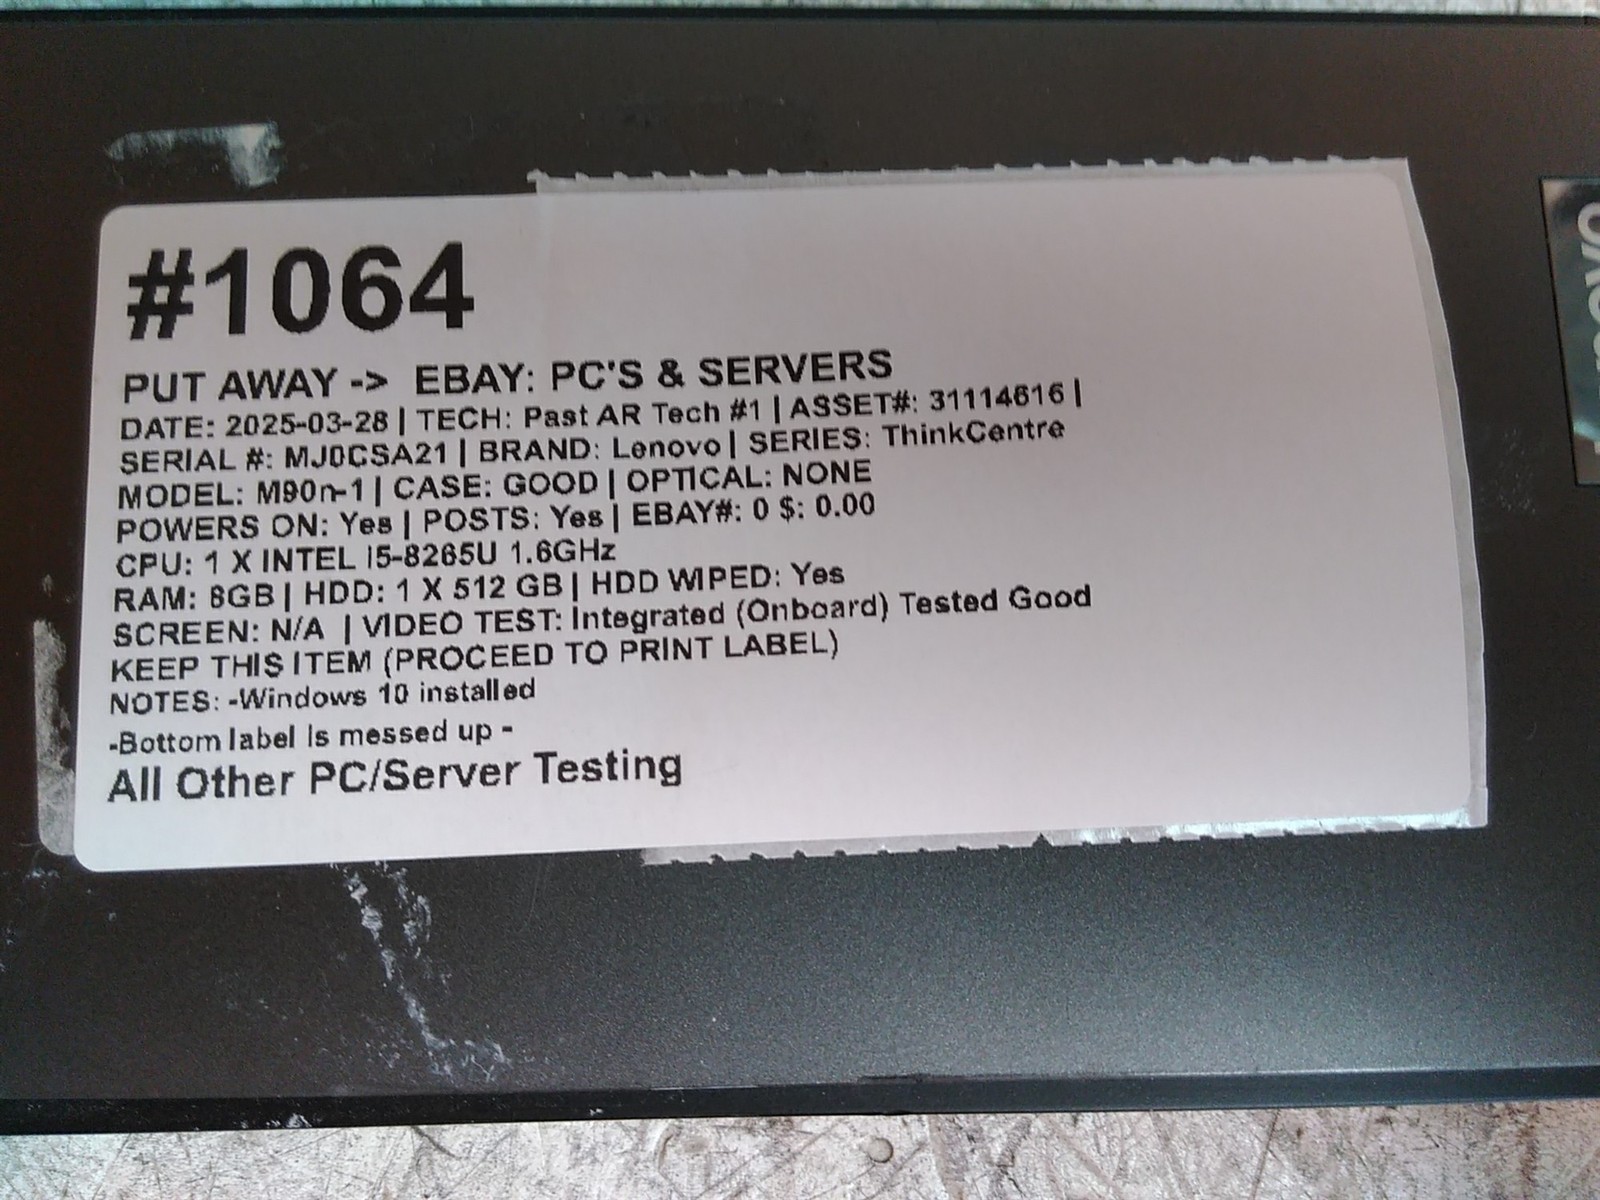 #1064
PUT AWAY -> EBAY: PC'S & SERVERS
DATE: 2025-03-28 | TECH: Past AR Tech #1 | ASSET#: 31114616 |
SERIAL #: MJ0CSA21 | BRAND: Lenovo | SERIES: ThinkCentre
MODEL: M90n-1 | CASE: GOOD | OPTICAL: NONE
POWERS ON: Yes | POSTS: Yes | EBAY#: 0 $: 0.00
CPU: 1 X INTEL I5-8265U 1.6GHz
RAM: 8GB | HDD: 1 X 512 GB | HDD WIPED: Yes
SCREEN: N/A | VIDEO TEST: Integrated (Onboard) Tested Good
KEEP THIS ITEM (PROCEED TO PRINT LABEL)
NOTES: -Windows 10 installed
-Bottom label Is messed up -
All Other PC/Server Testing